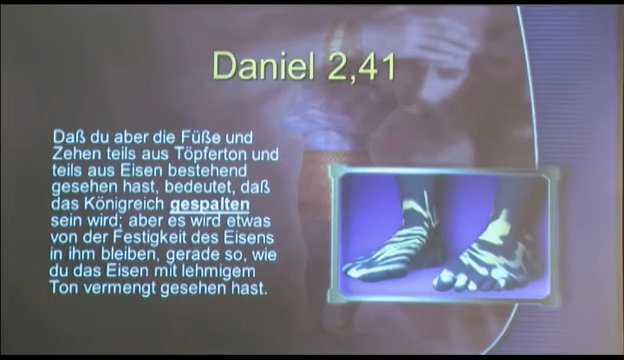 Daniel 2,41
Daß du aber die Füße und
Zehen teils aus Töpferton und
teils aus Eisen bestehend
gesehen hast, bedeutet, daß
das Königreich gespalten
sein wird; aber es wird etwas
von der Festigkeit des Eisens
in ihm bleiben, gerade so, wie
du das Eisen mit lehmigem
Ton vermengt gesehen hast.